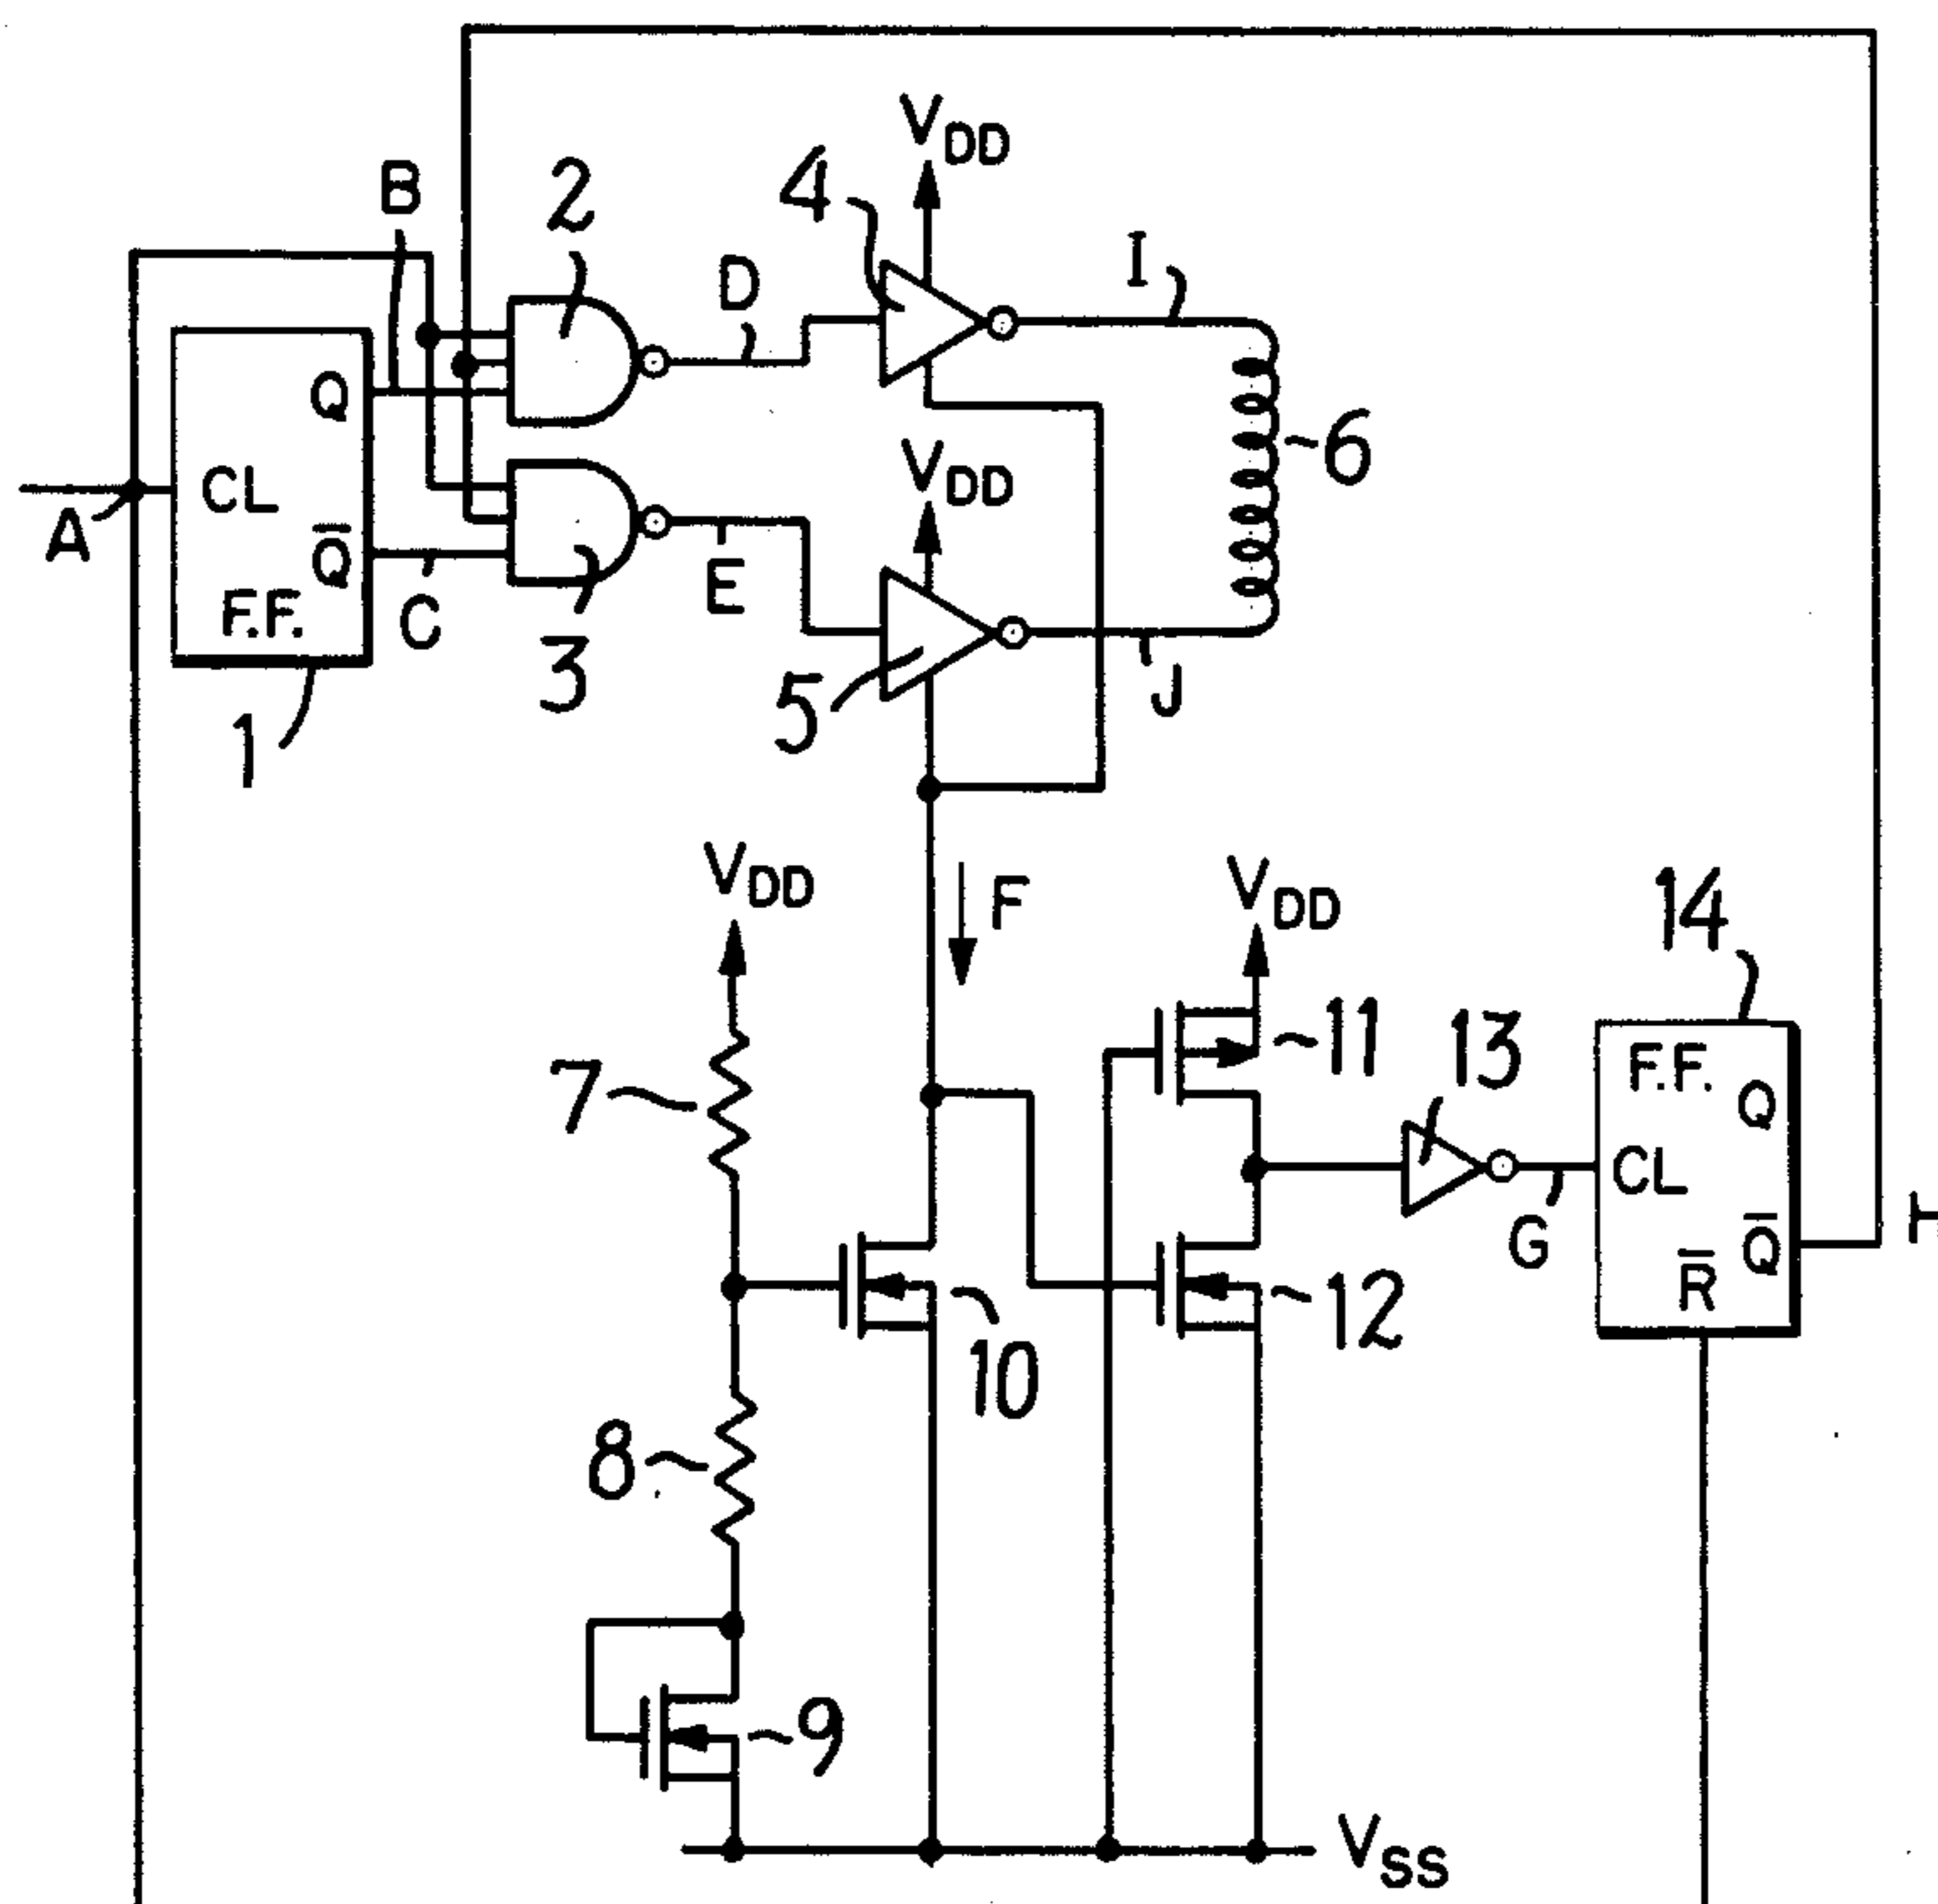 V_DD
B
2
4
I
D
Q
V_DD
6
CL
A
Q̅
E
F.F.
C
3
5
J
1
V_DD
F
V_DD
14
11
13
7
F.F.
Q
CL
G
H
Q̅
R̅
12
10
8
9
V_SS